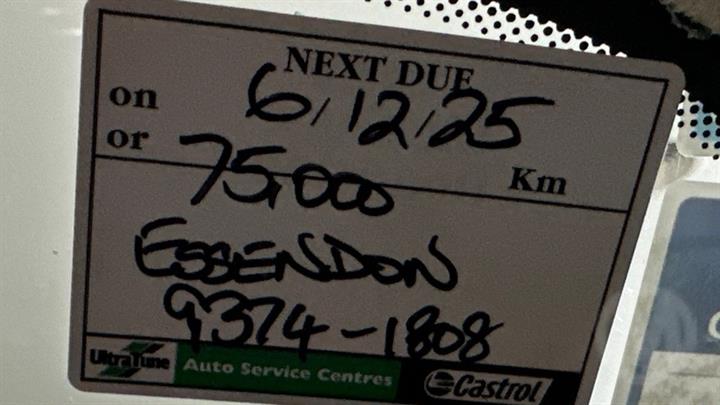 NEXT DUE
on 6/12/25
or 75,000 Km
ESSENDON
9374-1808
UltraTune Auto Service Centres Castrol